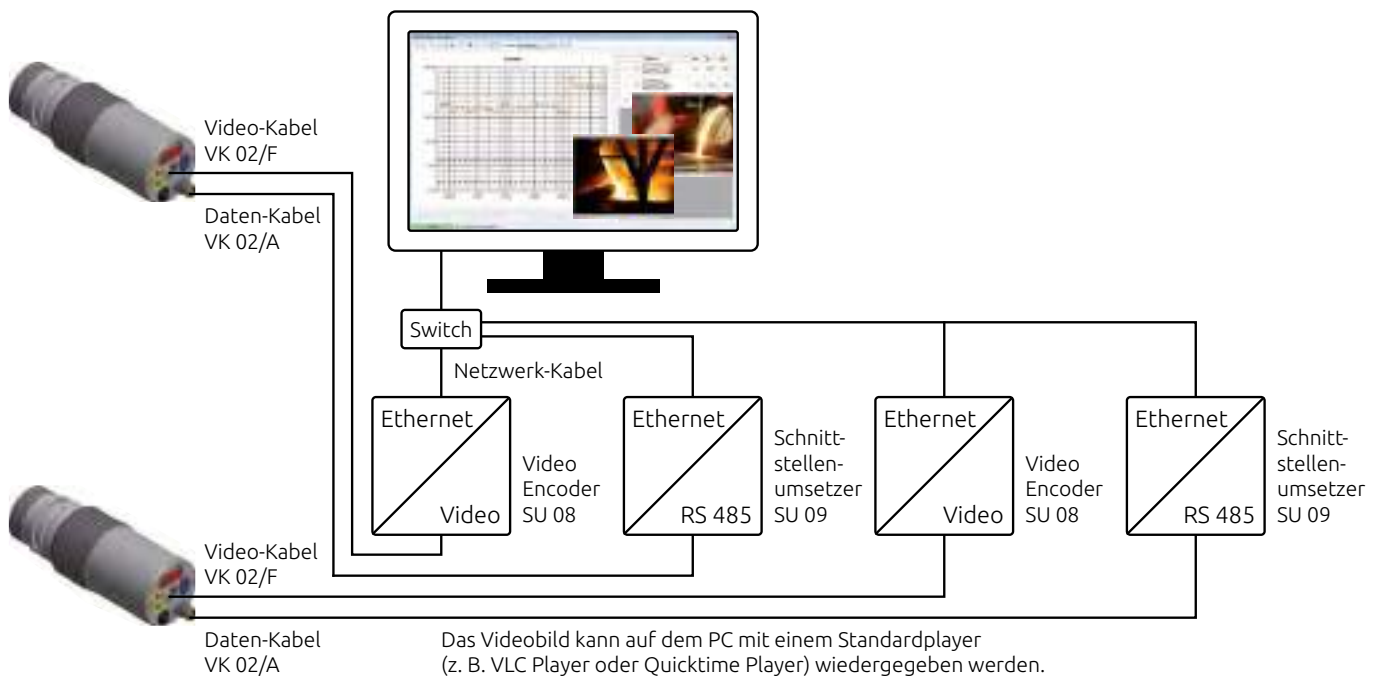 Video-Kabel
VK 02/F
Daten-Kabel
VK 02/A
Switch
Netzwerk-Kabel
Ethernet
Video
Video
Encoder
SU 08
Ethernet
RS 485
Schnitt-
stellen-
umsetzer
SU 09
Ethernet
Video
Video
Encoder
SU 08
Ethernet
RS 485
Schnitt-
stellen-
umsetzer
SU 09
Video-Kabel
VK 02/F
Daten-Kabel
VK 02/A
Das Videobild kann auf dem PC mit einem Standardplayer
(z. B. VLC Player oder Quicktime Player) wiedergegeben werden.